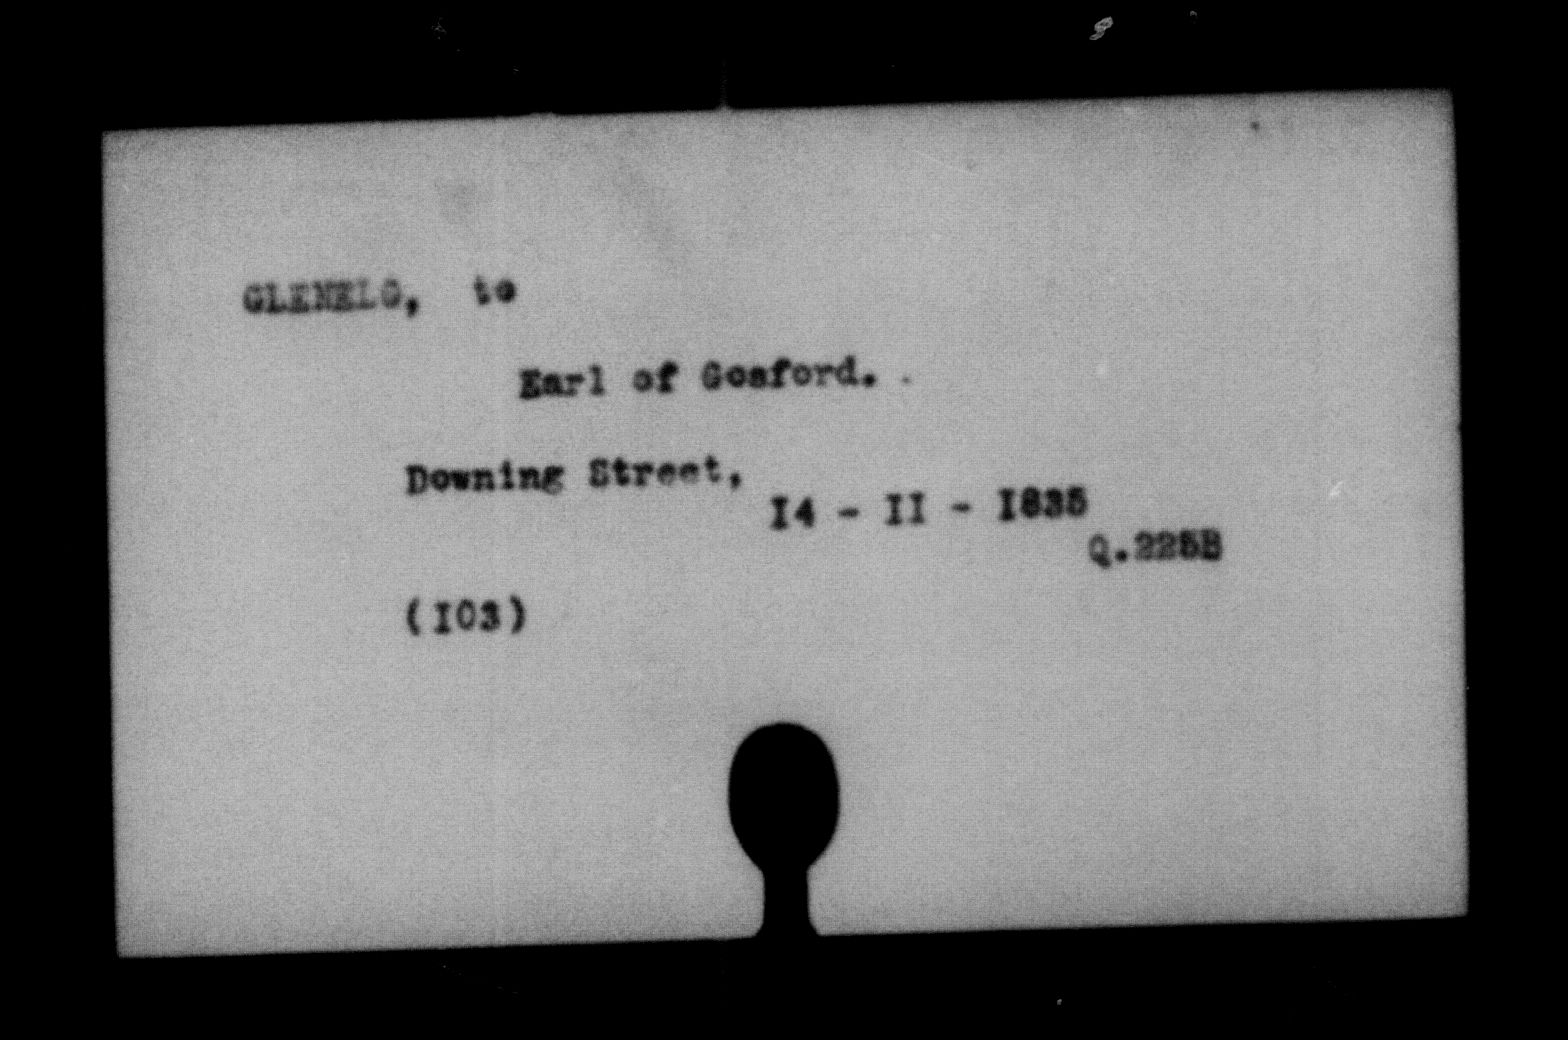 GLENELG, to
Earl of Gosford.
Downing Street,
I4 - II - I835
Q.225B
(I03)